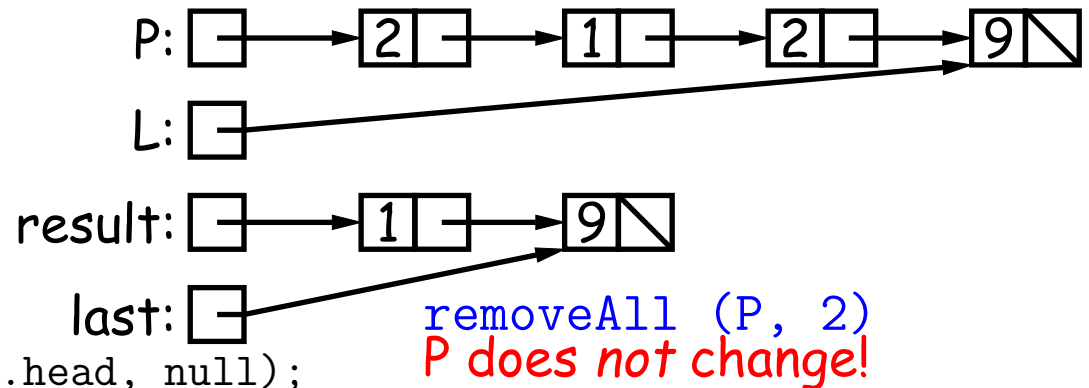 P: 2 1 2 9
L:
result: 1 9
last:
removeAll (P, 2)
P does not change!
.head, null);